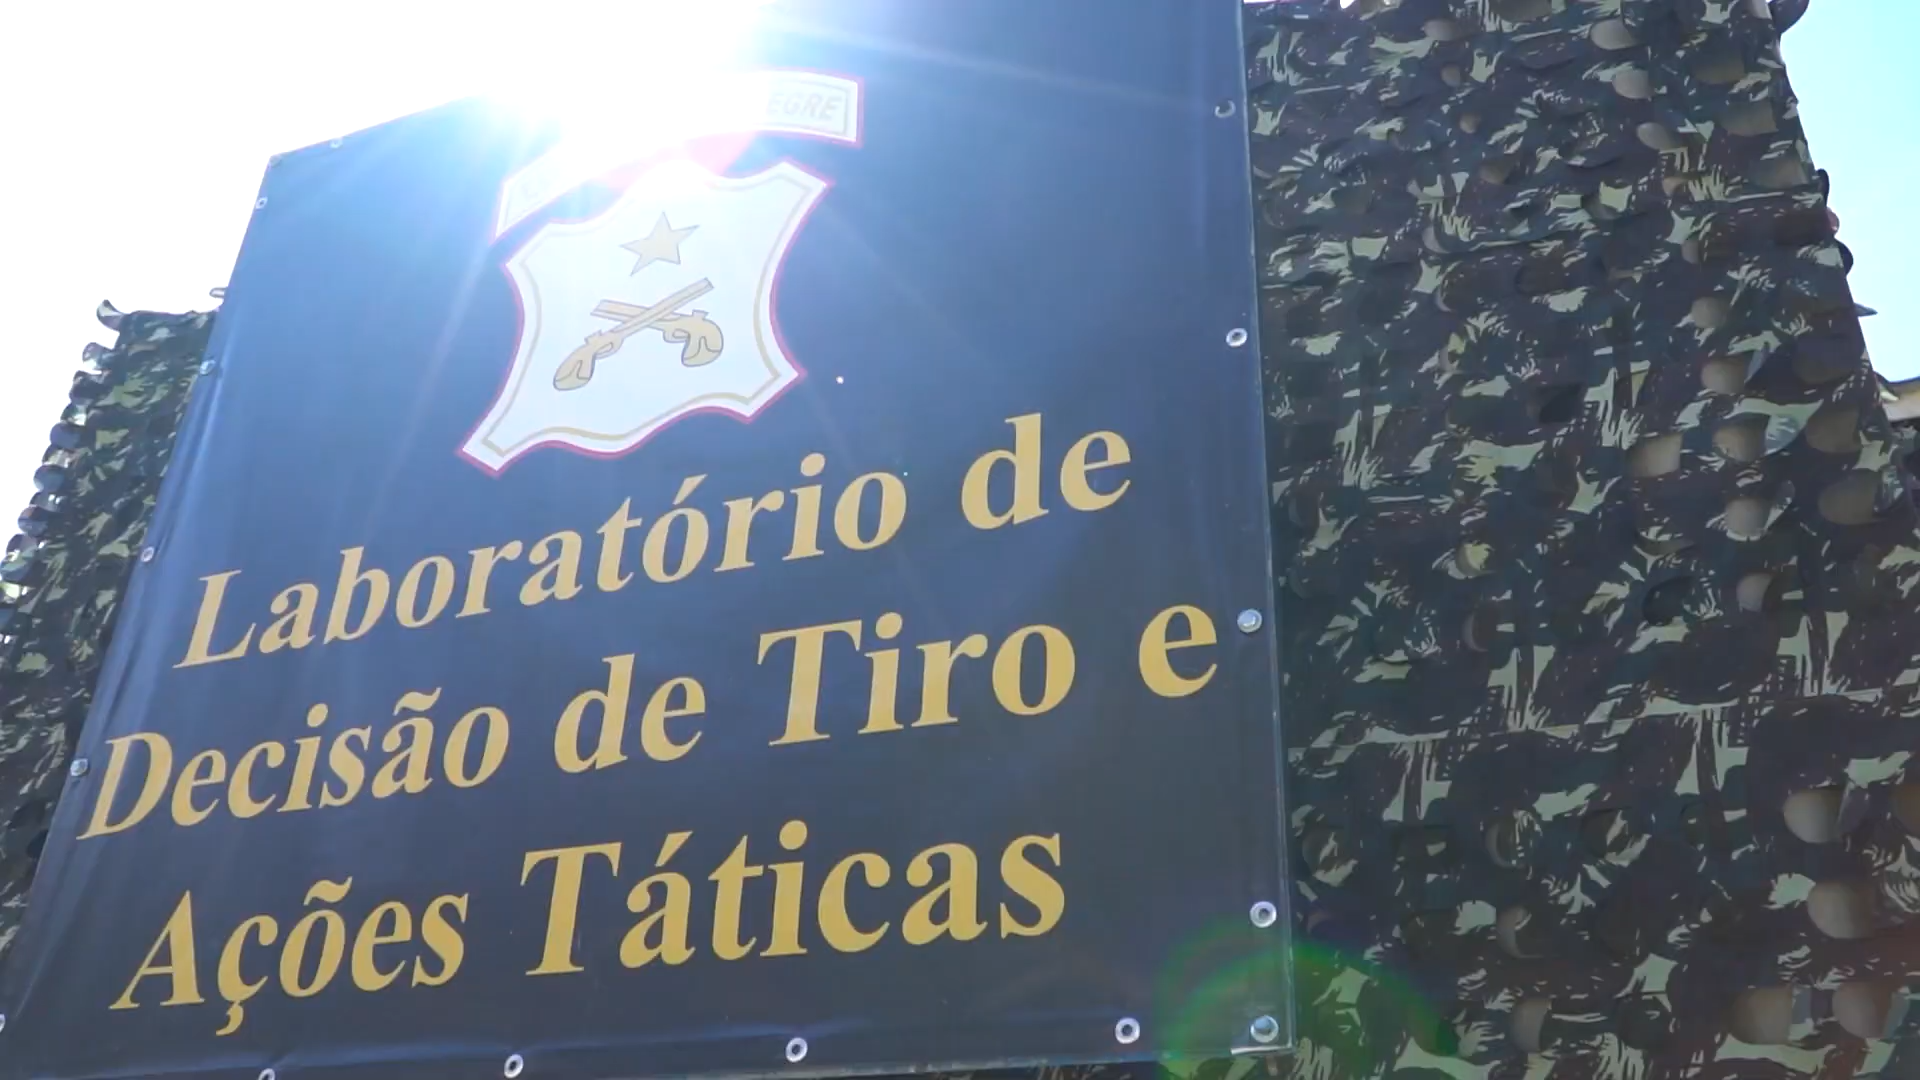 Laboratório de
Decisão de Tiro e
Ações Táticas